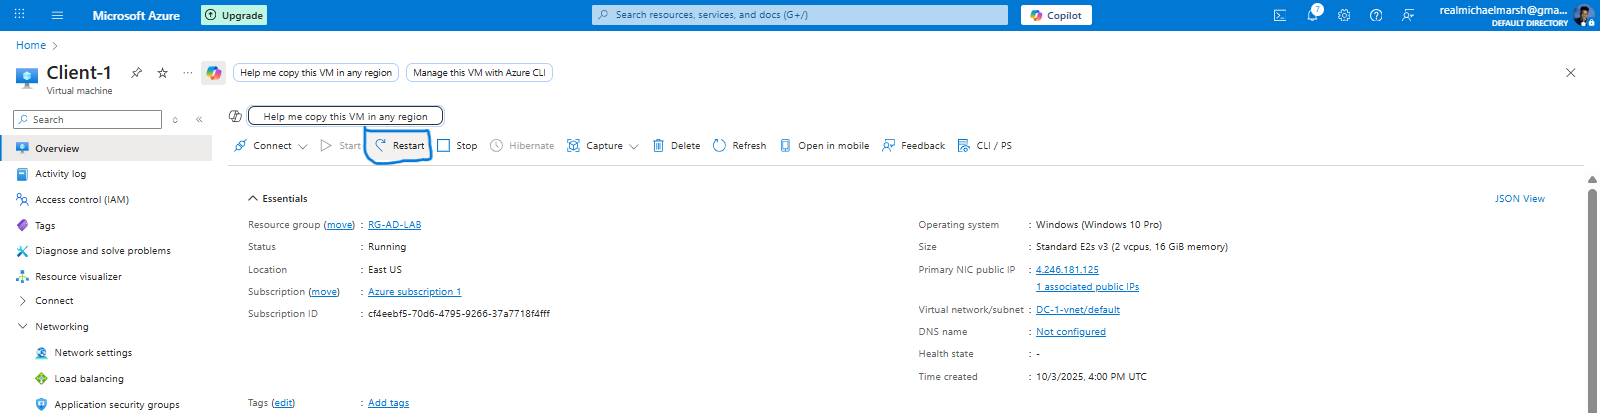 Microsoft Azure
Upgrade
Search resources, services, and docs (G+/)
Copilot
7
realmichaelmarsh@gma...
DEFAULT DIRECTORY
Home
Client-1
Virtual machine
Help me copy this VM in any region
Manage this VM with Azure CLI
Search
Help me copy this VM in any region
Connect
Start
Restart
Stop
Hibernate
Capture
Delete
Refresh
Open in mobile
Feedback
CLI / PS
Overview
Activity log
Access control (IAM)
Tags
Diagnose and solve problems
Resource visualizer
Connect
Networking
Network settings
Load balancing
Application security groups
Essentials
JSON View
Resource group (move) : RG-AD-LAB
Status : Running
Location : East US
Subscription (move) : Azure subscription 1
Subscription ID : cf4eebf5-70d6-4795-9266-37a7718f4fff
Operating system : Windows (Windows 10 Pro)
Size : Standard E2s v3 (2 vcpus, 16 GiB memory)
Primary NIC public IP : 4.246.181.125
1 associated public IPs
Virtual network/subnet : DC-1-vnet/default
DNS name : Not configured
Health state : -
Time created : 10/3/2025, 4:00 PM UTC
Tags (edit) : Add tags